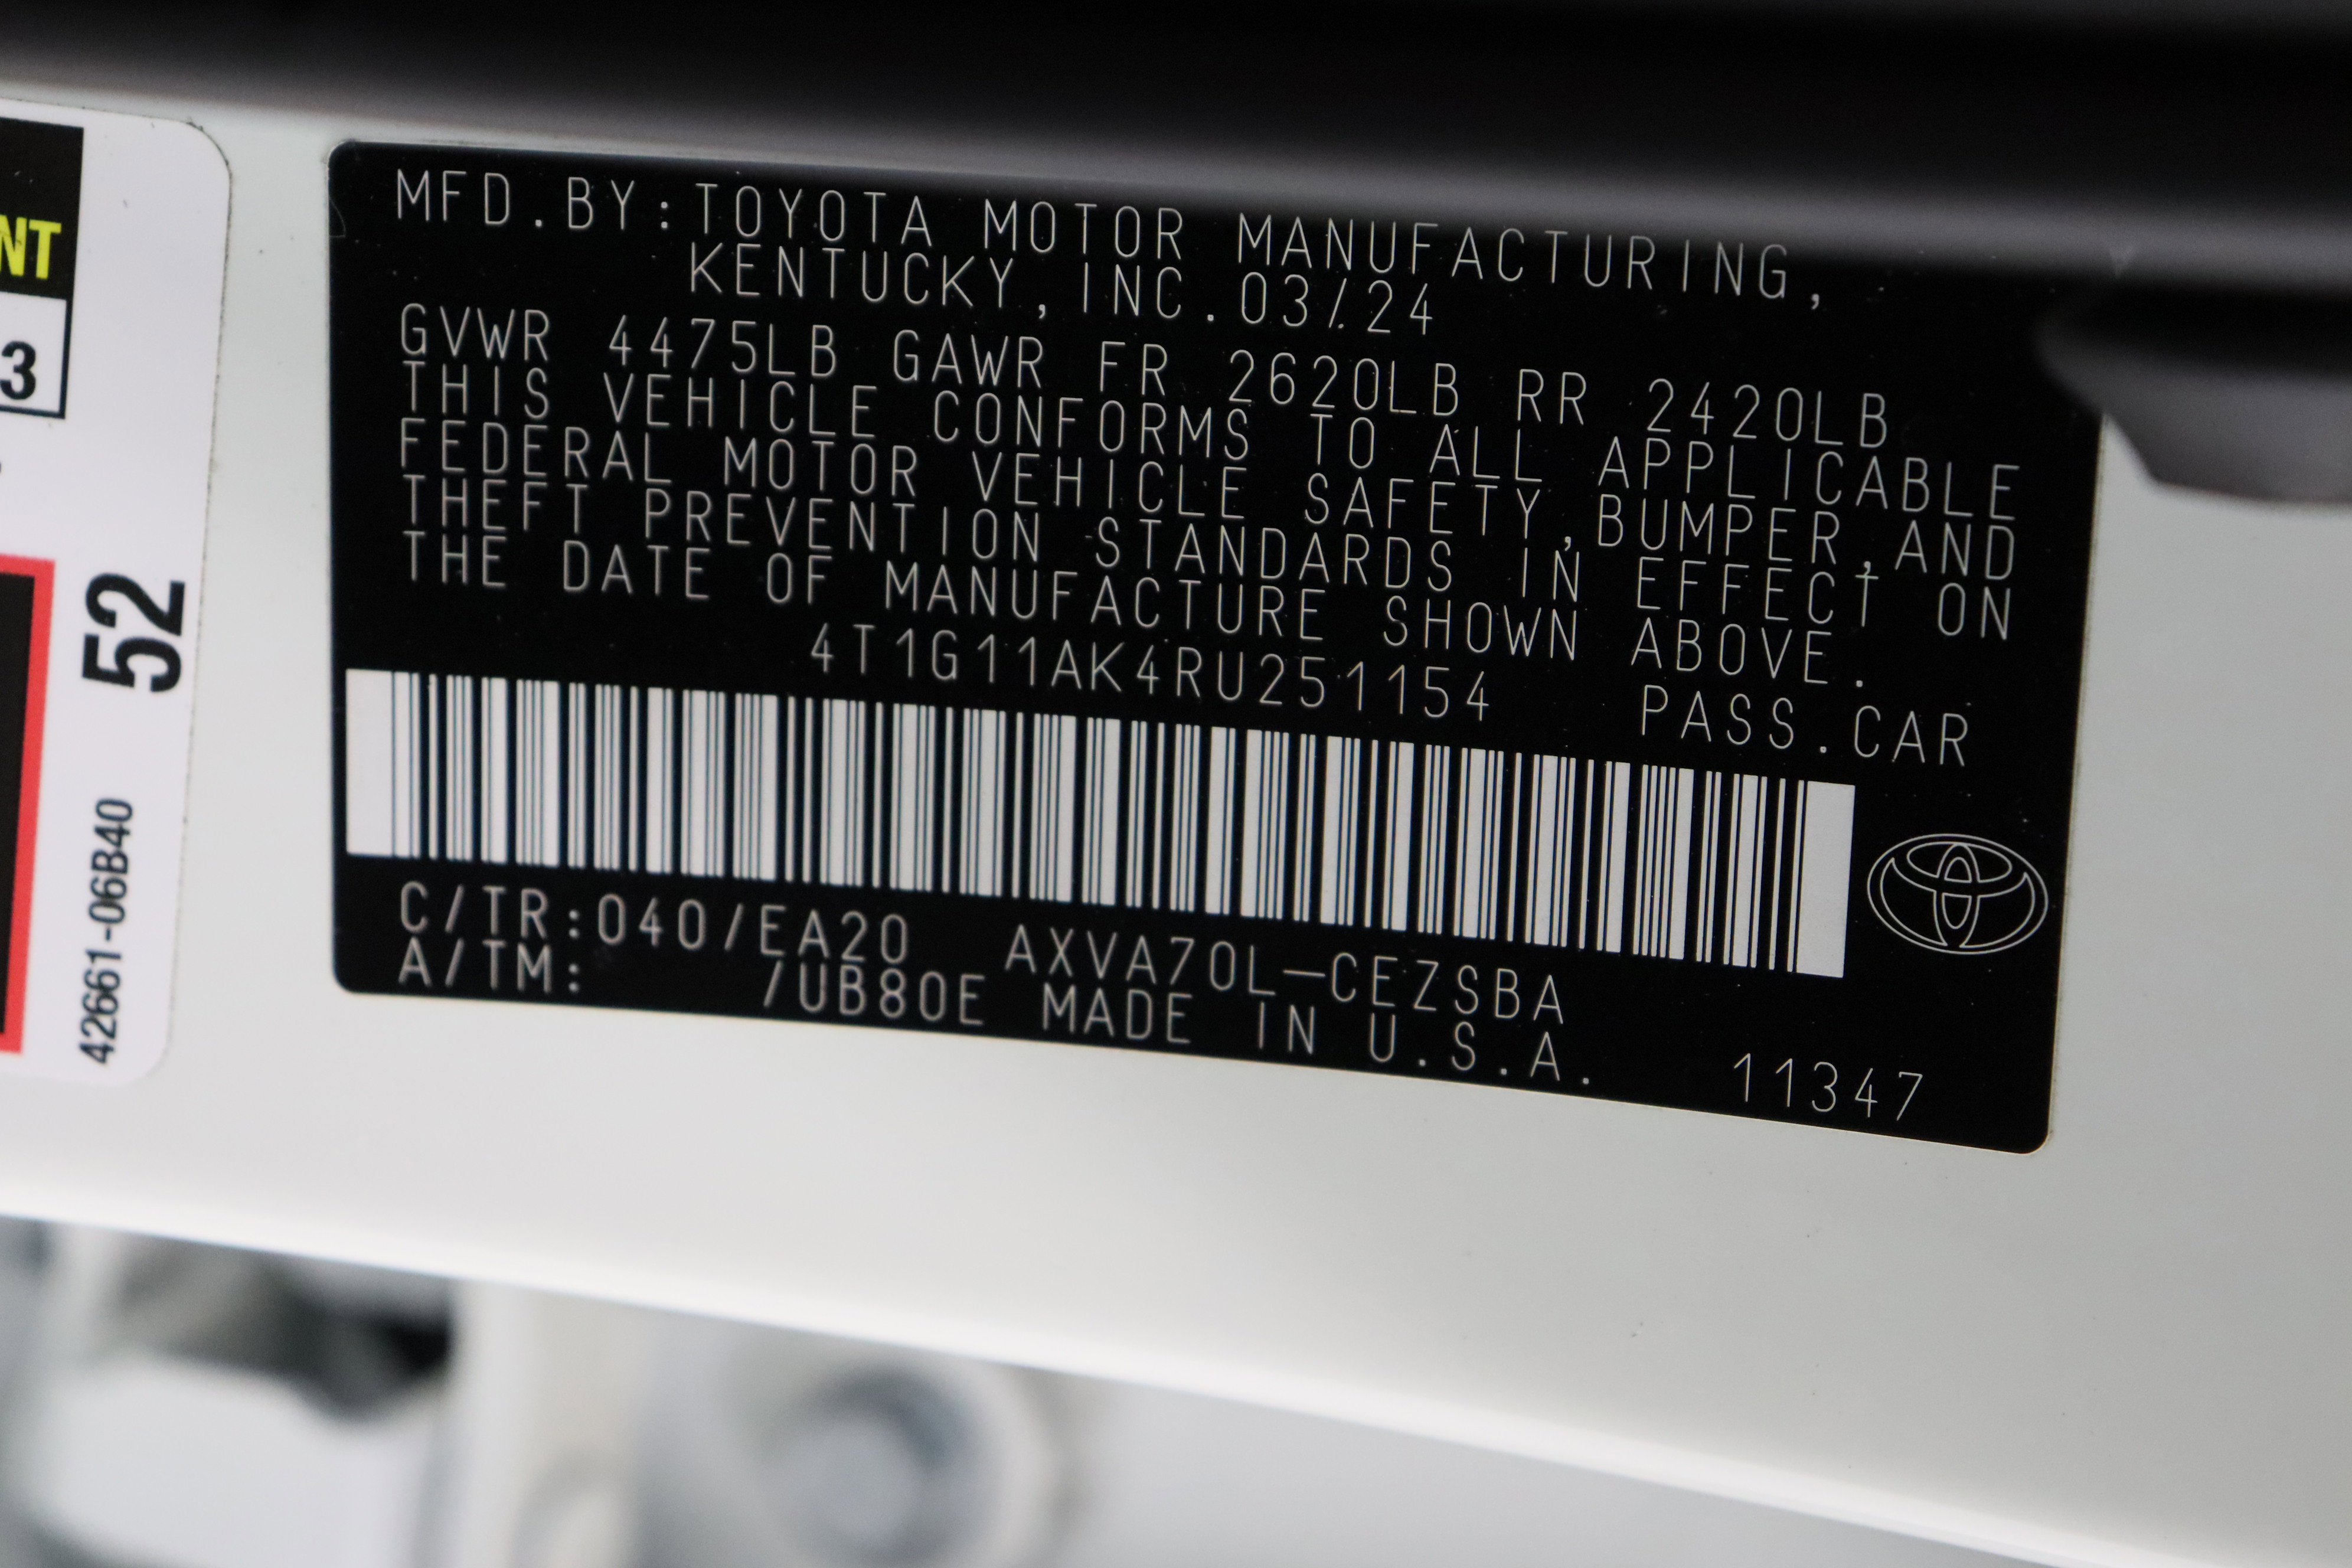 NT
3
52
42661-06B40
MFD.BY:TOYOTA MOTOR MANUFACTURING,
KENTUCKY,INC.03/24
GVWR 4475LB GAWR FR 2620LB RR 2420LB
THIS VEHICLE CONFORMS TO ALL APPLICABLE
FEDERAL MOTOR VEHICLE SAFETY,BUMPER,AND
THEFT PREVENTION STANDARDS IN EFFECT ON
THE DATE OF MANUFACTURE SHOWN ABOVE.
4T1G11AK4RU251154 PASS.CAR
C/TR:040/EA20 AXVA70L-CEZSBA
A/TM: /UB80E MADE IN U.S.A. 11347